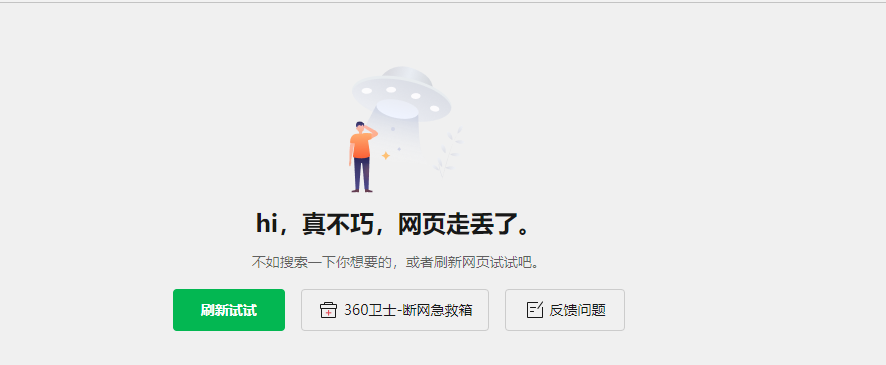 hi，真不巧，网页走丢了。
不如搜索一下你想要的，或者刷新网页试试吧。
刷新试试 360卫士-断网急救箱 反馈问题